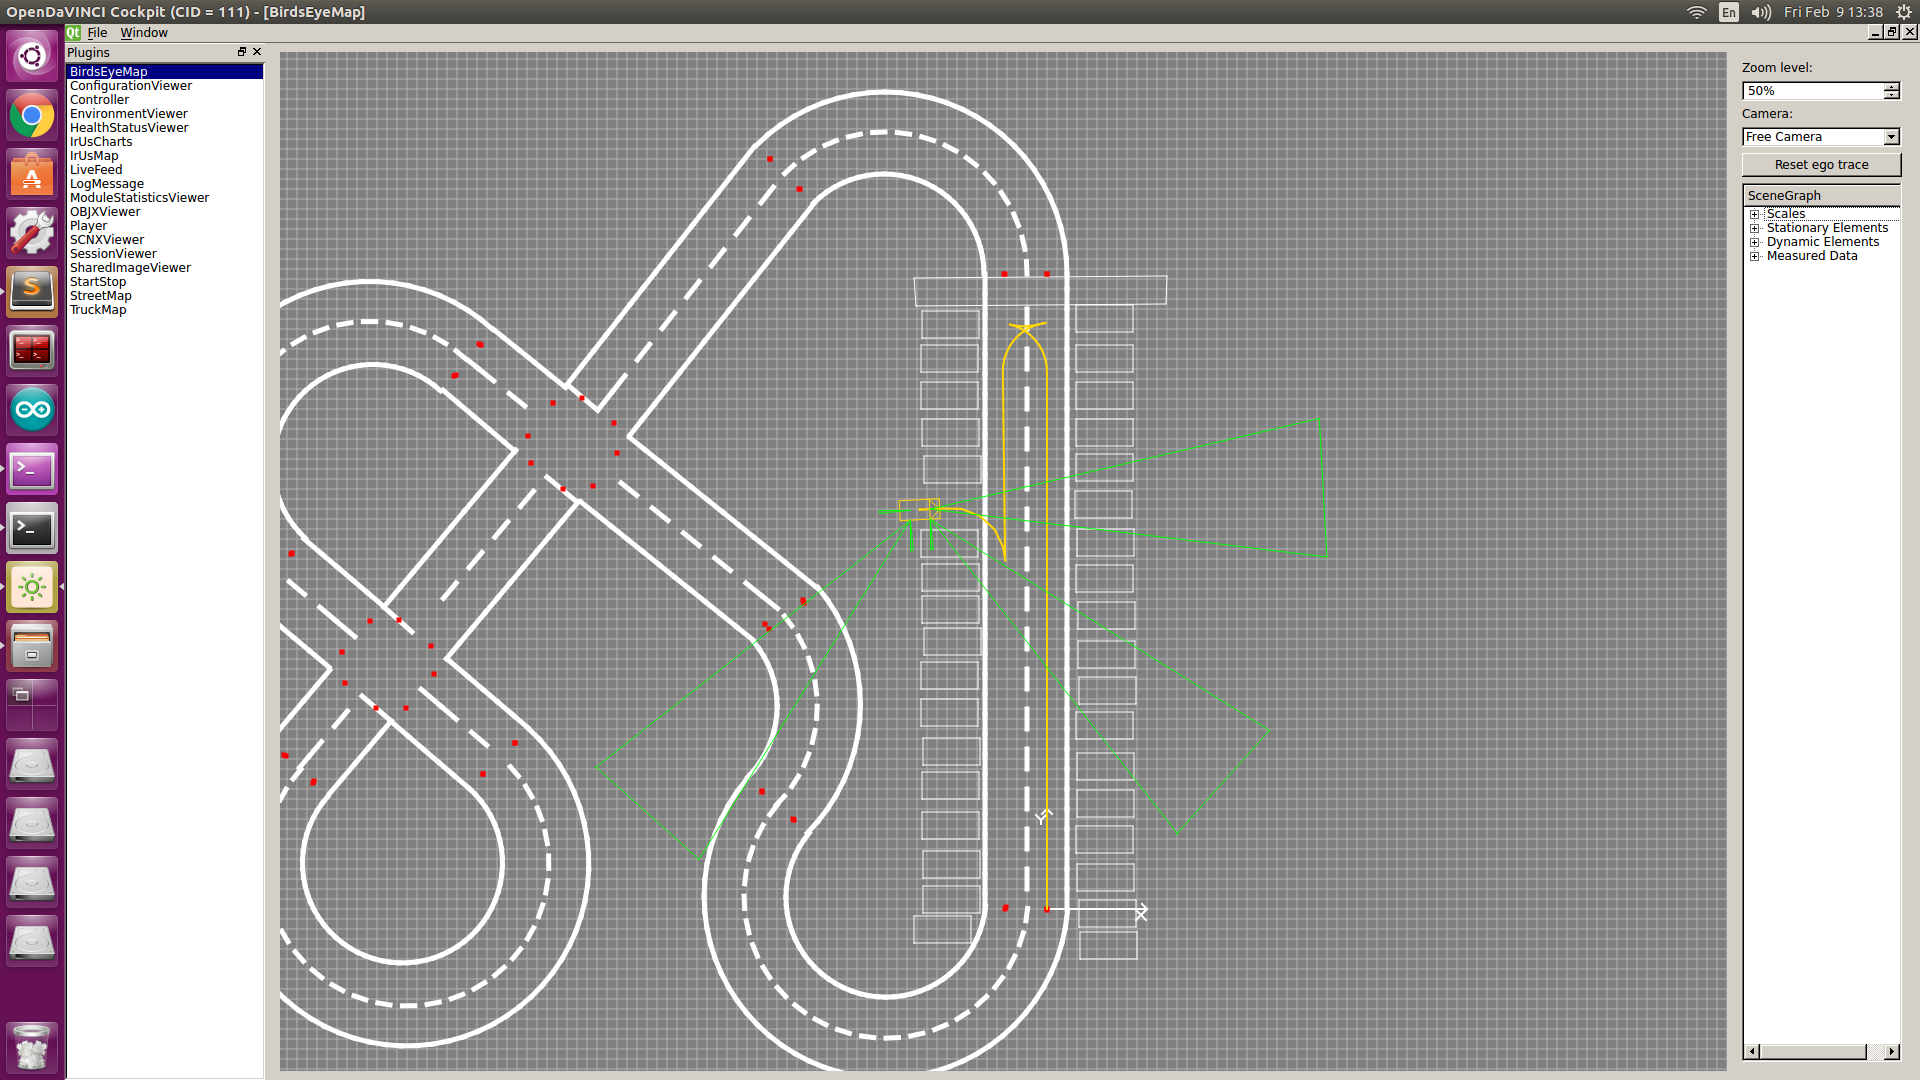 OpenDaVINCI Cockpit (CID = 111) - [BirdsEyeMap]
En
Fri Feb 9 13:38
Qt File Window
Plugins
BirdsEyeMap
ConfigurationViewer
Controller
EnvironmentViewer
HealthStatusViewer
IrUsCharts
IrUsMap
LiveFeed
LogMessage
ModuleStatisticsViewer
OBJXViewer
Player
SCNXViewer
SessionViewer
SharedImageViewer
StartStop
StreetMap
TruckMap
Y
X
Zoom level:
50%
Camera:
Free Camera
Reset ego trace
SceneGraph
Scales
Stationary Elements
Dynamic Elements
Measured Data